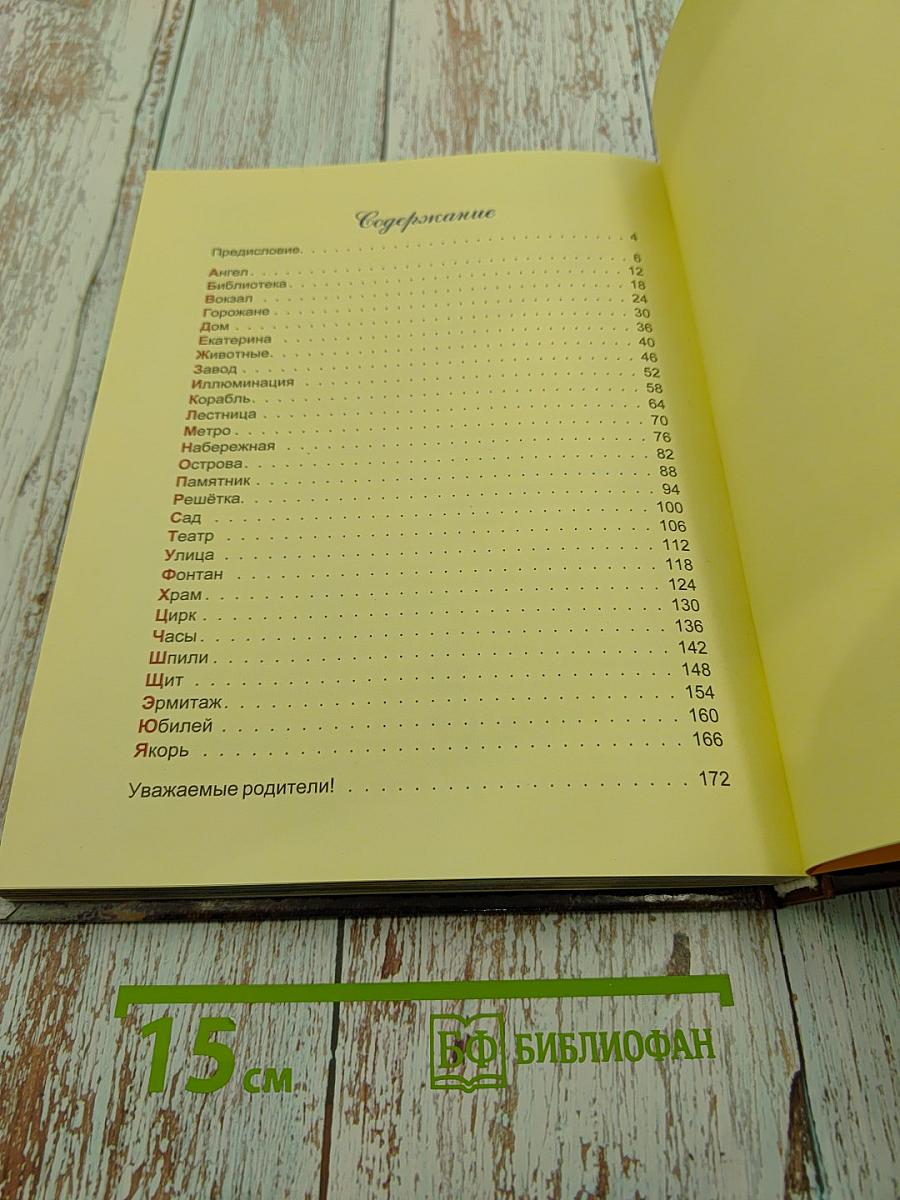 Содержание
Предисловие. . . . . . . . . . 4
Ангел. . . . . . . . . . 6
Библиотека. . . . . . . . . . 12
Вокзал . . . . . . . . . . 18
Горожане . . . . . . . . . . 24
Дом . . . . . . . . . . 30
Екатерина . . . . . . . . . . 36
Животные. . . . . . . . . . 40
Завод . . . . . . . . . . 46
Иллюминация . . . . . . . . . . 52
Корабль. . . . . . . . . . 58
Лестница . . . . . . . . . . 64
Метро . . . . . . . . . . 70
Набережная . . . . . . . . . . 76
Острова. . . . . . . . . . 82
Памятник . . . . . . . . . . 88
Решётка. . . . . . . . . . 94
Сад . . . . . . . . . . 100
Театр . . . . . . . . . . 106
Улица . . . . . . . . . . 112
Фонтан . . . . . . . . . . 118
Храм . . . . . . . . . . 124
Цирк . . . . . . . . . . 130
Часы . . . . . . . . . . 136
Шпили . . . . . . . . . . 142
Щит . . . . . . . . . . 148
Эрмитаж. . . . . . . . . . 154
Юбилей . . . . . . . . . . 160
Якорь . . . . . . . . . . 166
Уважаемые родители! . . . . . . . . . . 172
15 см БФ БИБЛИОФАН